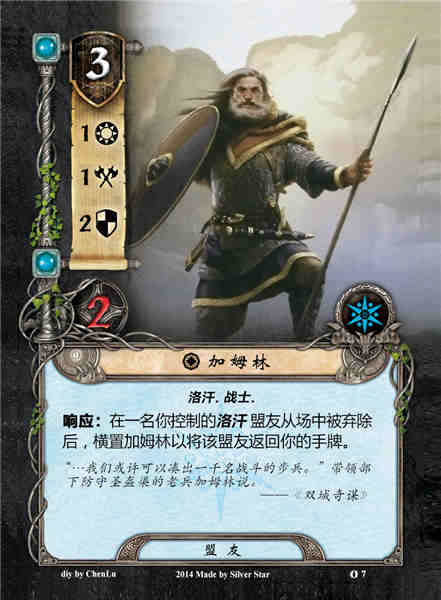 3
1
1
2
2
加姆林
洛汗. 战士.
响应：在一名你控制的洛汗 盟友从场中被弃除
后，横置加姆林以将该盟友返回你的手牌。
“…我们或许可以凑出一千名战斗的步兵。”带领部
下防守圣盔渠的老兵加姆林说。
——《双城奇谋》
盟 友
diy by ChenLu 2014 Made by Silver Star 7